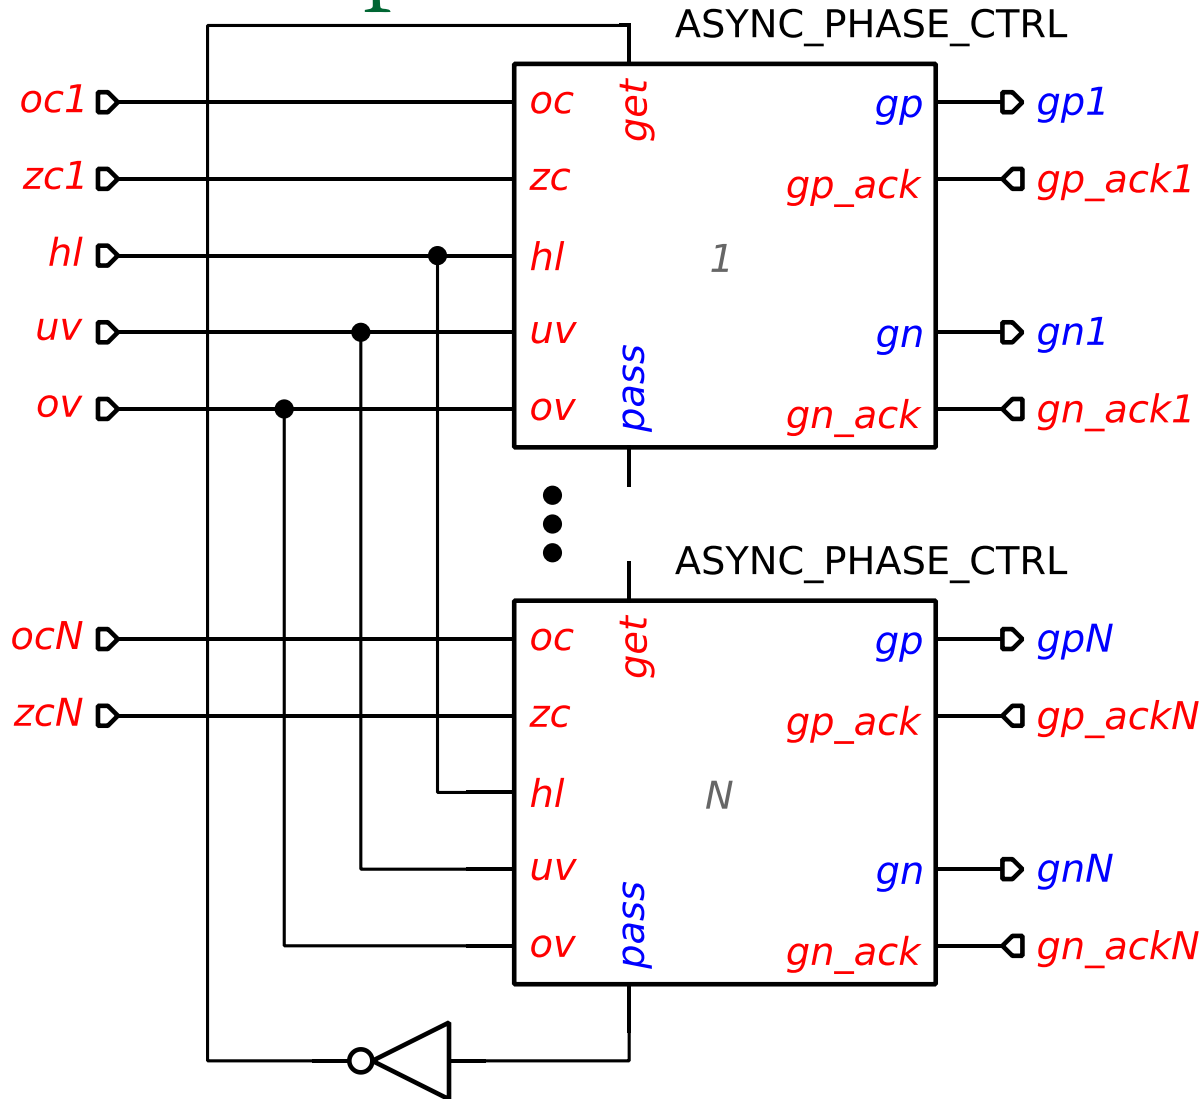 ASYNC_PHASE_CTRL
oc1
oc
get
gp
gp1
zc1
zc
gp_ack
gp_ack1
hl
hl
1
uv
uv
pass
gn
gn1
ov
ov
gn_ack
gn_ack1
ASYNC_PHASE_CTRL
ocN
oc
get
gp
gpN
zcN
zc
gp_ack
gp_ackN
hl
N
uv
pass
gn
gnN
ov
gn_ack
gn_ackN